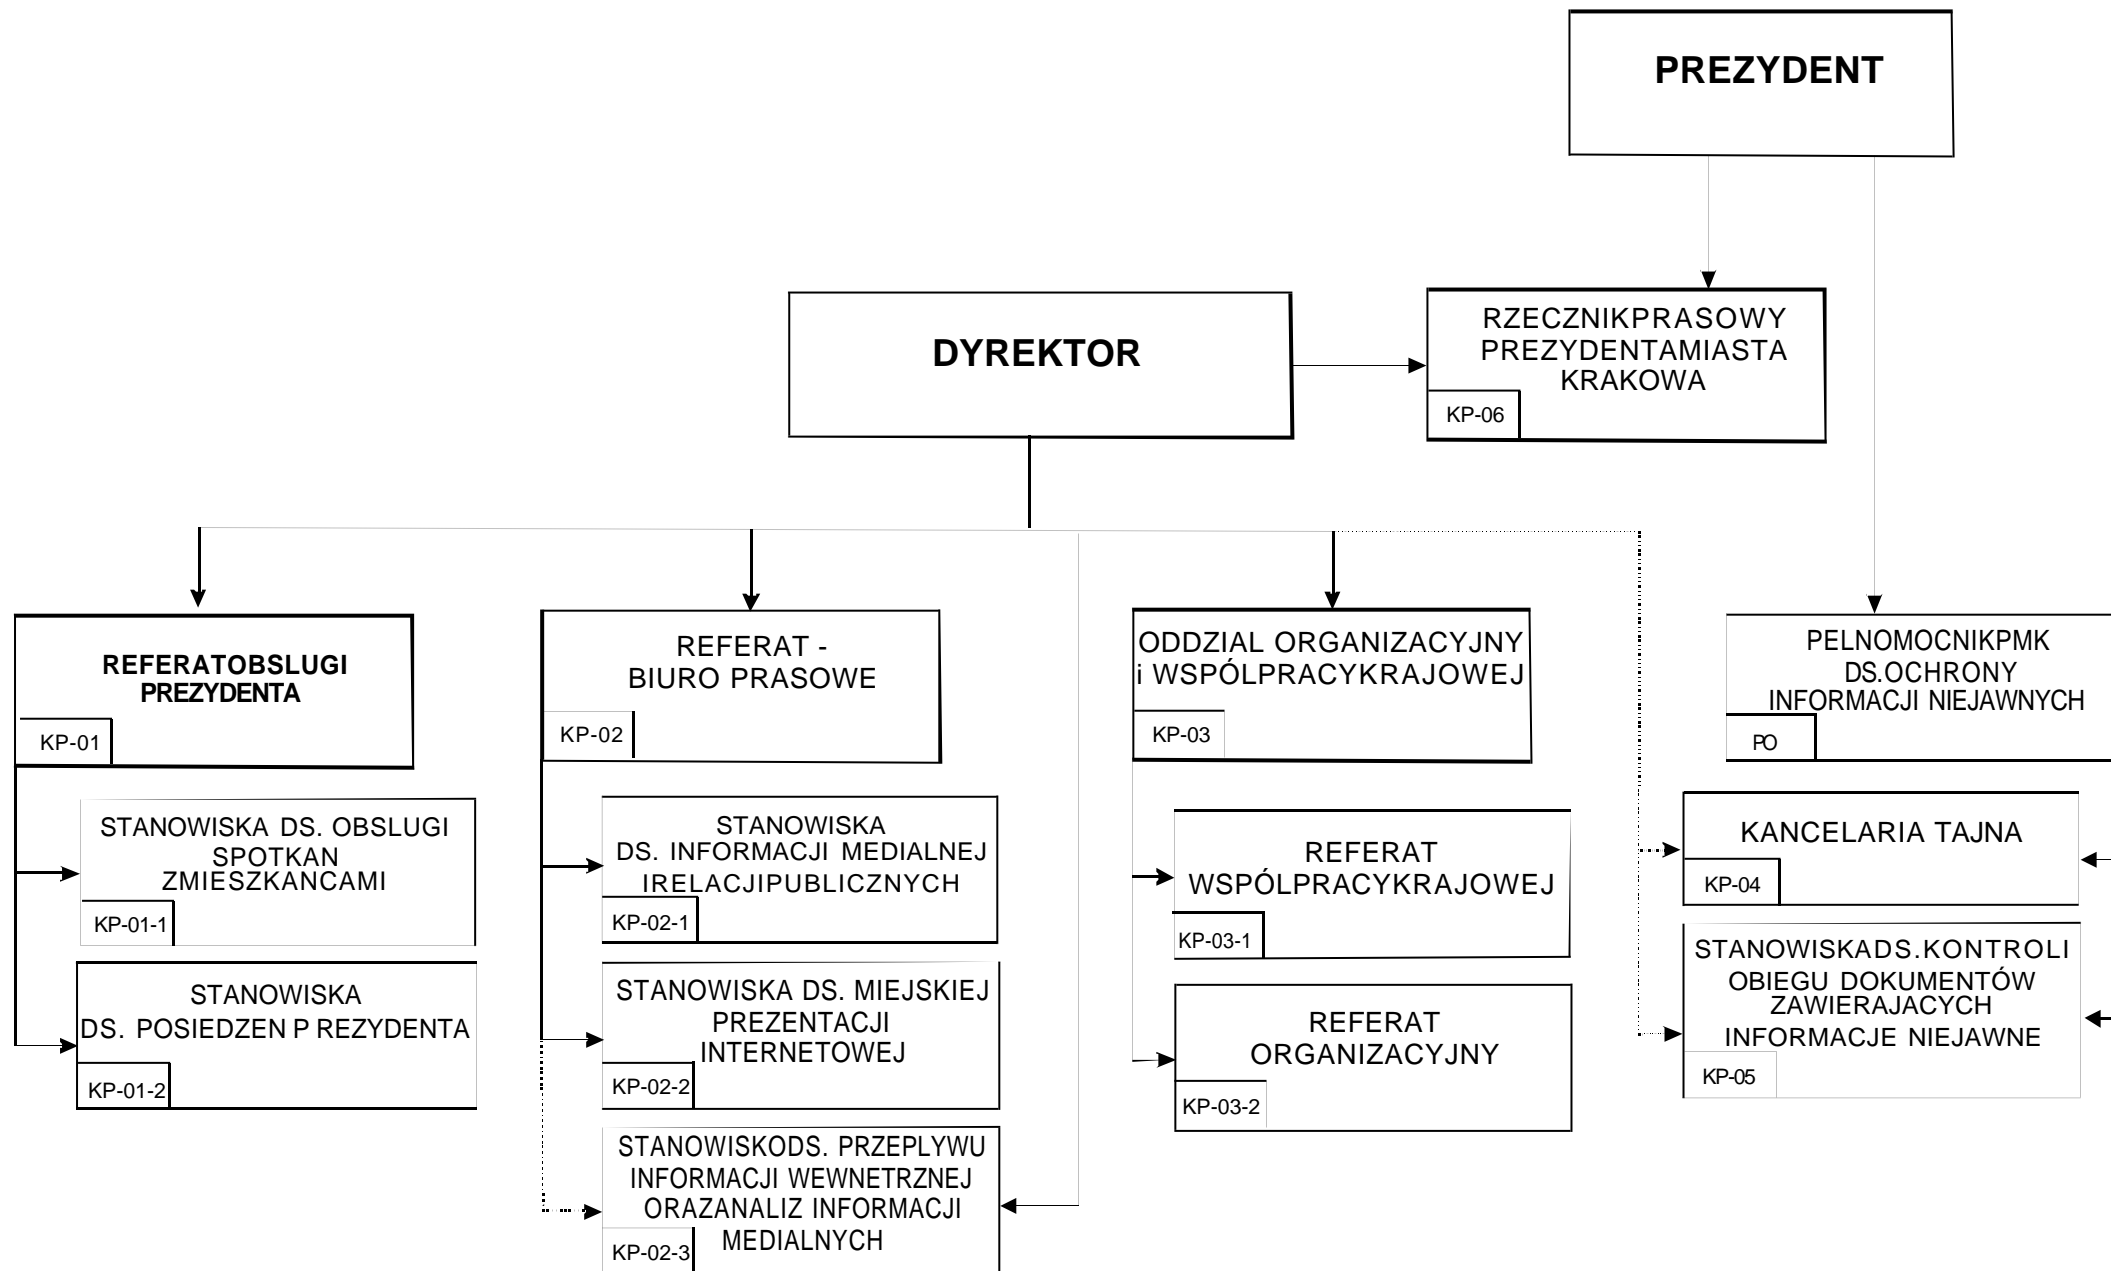 PREZYDENT
DYREKTOR
RZECZNIKPRASOWY
PREZYDENTAMIASTA
KRAKOWA
KP-06
REFERATOBSLUGI
PREZYDENTA
KP-01
STANOWISKA DS. OBSLUGI
SPOTKAN
ZMIESZKANCAMI
KP-01-1
STANOWISKA
DS. POSIEDZEN P REZYDENTA
KP-01-2
REFERAT -
BIURO PRASOWE
KP-02
STANOWISKA
DS. INFORMACJI MEDIALNEJ
IRELACJIPUBLICZNYCH
KP-02-1
STANOWISKA DS. MIEJSKIEJ
PREZENTACJI
INTERNETOWEJ
KP-02-2
STANOWISKODS. PRZEPLYWU
INFORMACJI WEWNETRZNEJ
ORAZANALIZ INFORMACJI
MEDIALNYCH
KP-02-3
ODDZIAL ORGANIZACYJNY
i WSPÓLPRACYKRAJOWEJ
KP-03
REFERAT
WSPÓLPRACYKRAJOWEJ
KP-03-1
REFERAT
ORGANIZACYJNY
KP-03-2
PELNOMOCNIKPMK
DS.OCHRONY
INFORMACJI NIEJAWNYCH
PO
KANCELARIA TAJNA
KP-04
STANOWISKADS.KONTROLI
OBIEGU DOKUMENTÓW
ZAWIERAJACYCH
INFORMACJE NIEJAWNE
KP-05